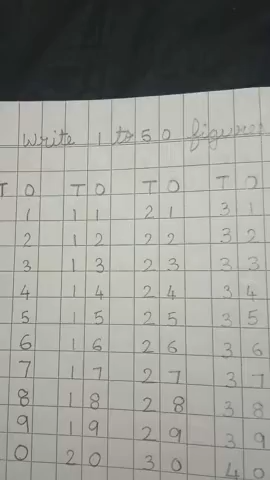 Write 1 to 50 figures
T O T O T O T O
1 1 1 2 1 3 1
2 1 2 2 2 3 2
3 1 3 2 3 3 3
4 1 4 2 4 3 4
5 1 5 2 5 3 5
6 1 6 2 6 3 6
7 1 7 2 7 3 7
8 1 8 2 8 3 8
9 1 9 2 9 3 9
0 2 0 3 0 4 0